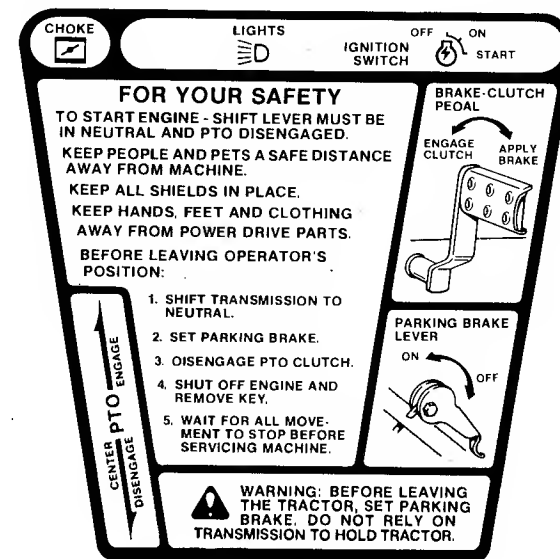 CHOKE
LIGHTS
IGNITION
SWITCH
OFF
ON
START
FOR YOUR SAFETY
TO START ENGINE - SHIFT LEVER MUST BE
IN NEUTRAL AND PTO DISENGAGED.
KEEP PEOPLE AND PETS A SAFE DISTANCE
AWAY FROM MACHINE.
KEEP ALL SHIELDS IN PLACE.
KEEP HANDS, FEET AND CLOTHING
AWAY FROM POWER DRIVE PARTS.
BEFORE LEAVING OPERATOR'S
POSITION:
1. SHIFT TRANSMISSION TO
NEUTRAL.
2. SET PARKING BRAKE.
3. DISENGAGE PTO CLUTCH.
4. SHUT OFF ENGINE AND
REMOVE KEY.
5. WAIT FOR ALL MOVE-
MENT TO STOP BEFORE
SERVICING MACHINE.
BRAKE-CLUTCH
PEDAL
ENGAGE
CLUTCH
APPLY
BRAKE
PARKING BRAKE
LEVER
ON
OFF
PTO
ENGAGE
CENTER
DISENGAGE
WARNING: BEFORE LEAVING
THE TRACTOR, SET PARKING
BRAKE. DO NOT RELY ON
TRANSMISSION TO HOLD TRACTOR.